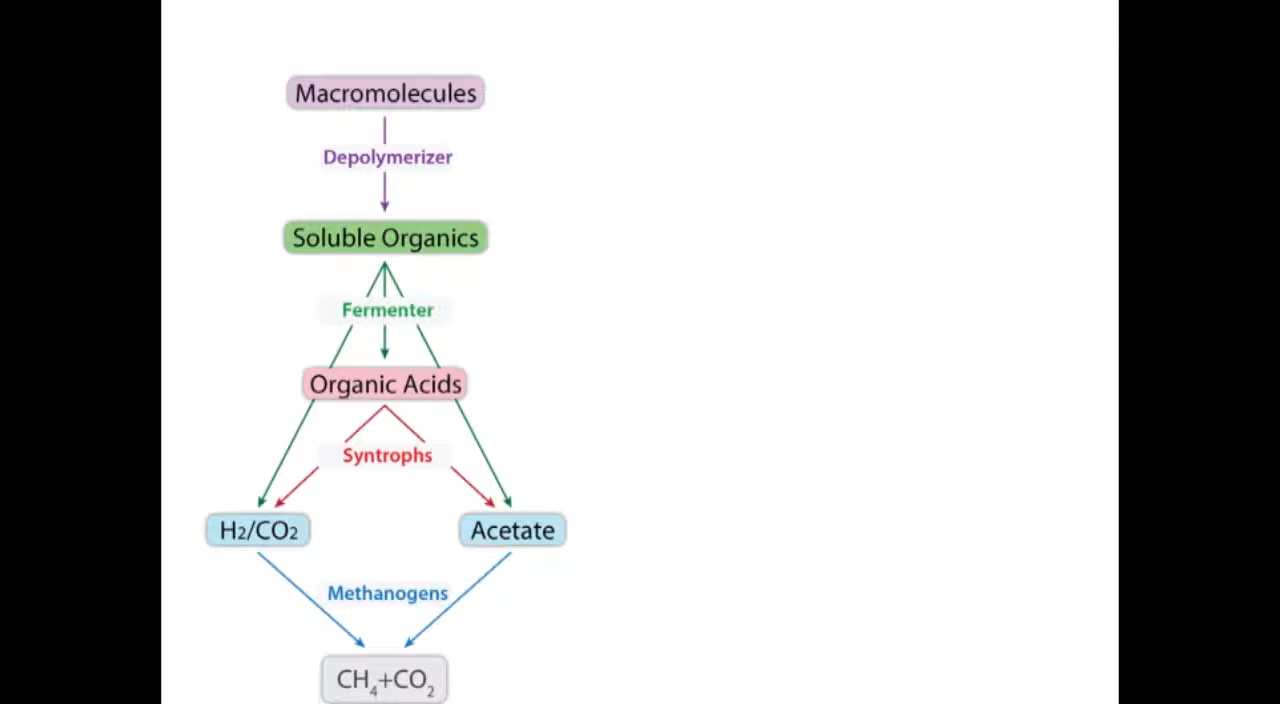 Macromolecules
Depolymerizer
Soluble Organics
Fermenter
Organic Acids
Syntrophs
H2/CO2
Acetate
Methanogens
CH4+CO2